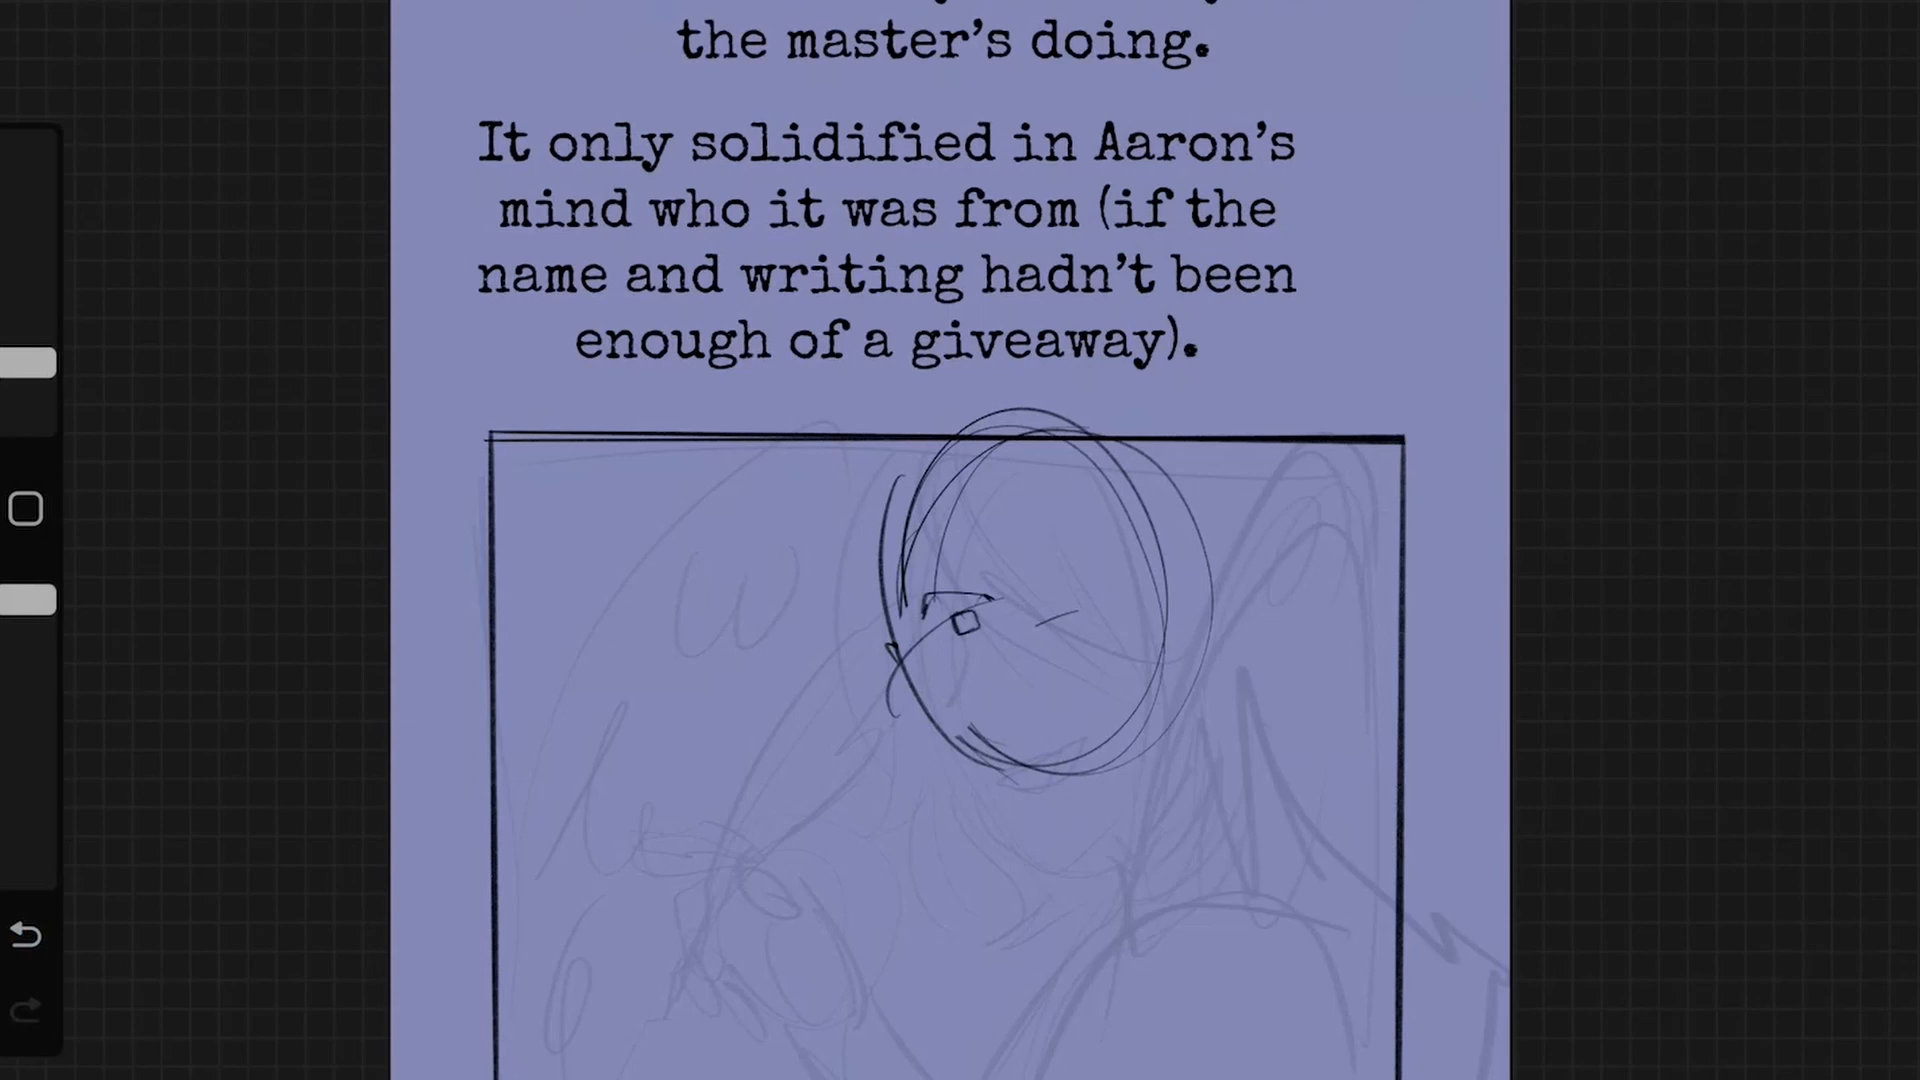 the master’s doing.
It only solidified in Aaron’s
mind who it was from (if the
name and writing hadn’t been
enough of a giveaway).